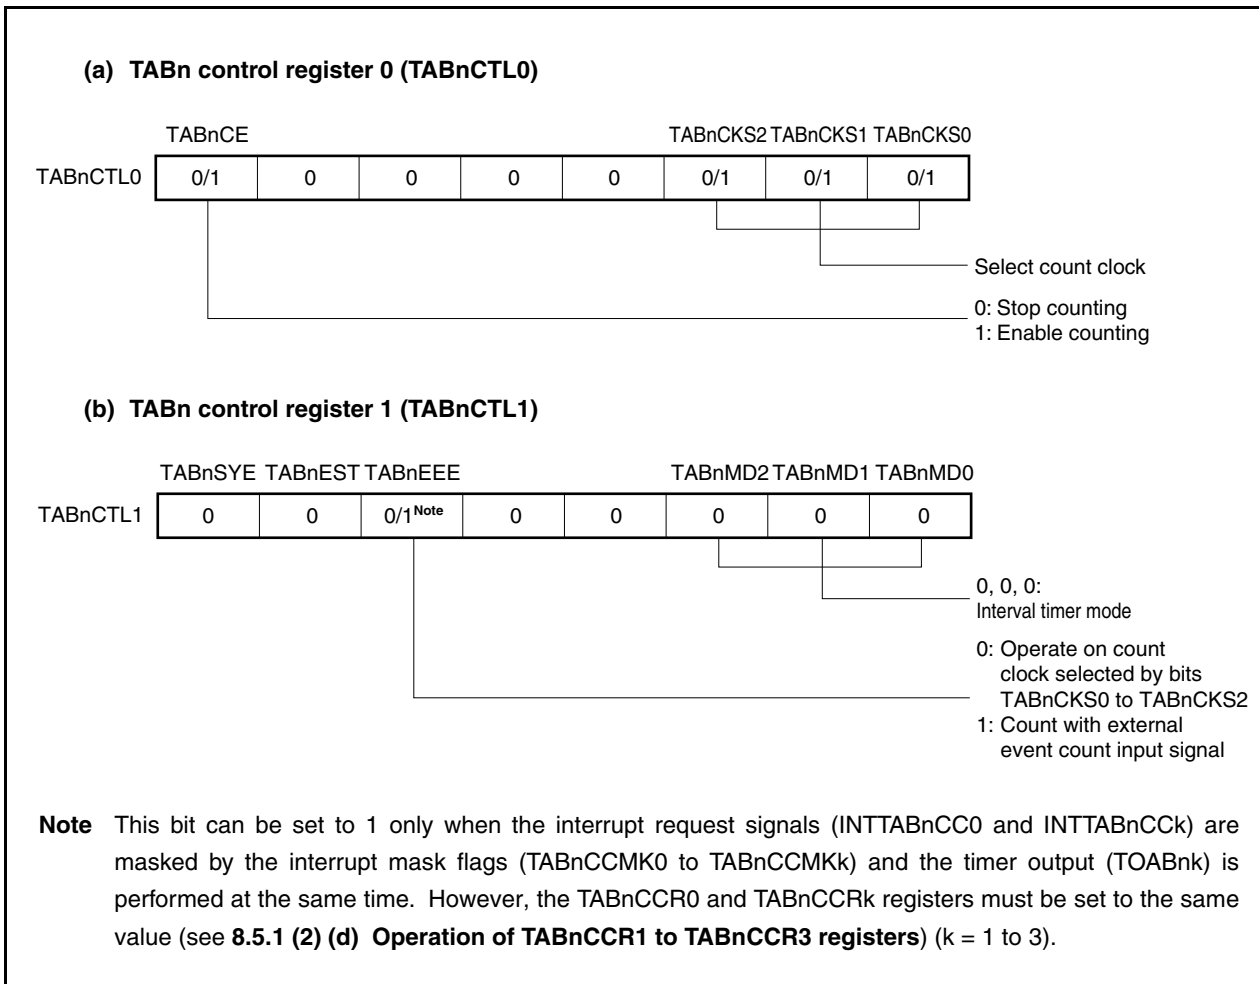 (a) TABn control register 0 (TABnCTL0)
TABnCE TABnCKS2 TABnCKS1 TABnCKS0
TABnCTL0 0/1 0 0 0 0 0/1 0/1 0/1
Select count clock
0: Stop counting
1: Enable counting
(b) TABn control register 1 (TABnCTL1)
TABnSYE TABnEST TABnEEE TABnMD2 TABnMD1 TABnMD0
TABnCTL1 0 0 0/1Note 0 0 0 0 0
0, 0, 0:
Interval timer mode
0: Operate on count
clock selected by bits
TABnCKS0 to TABnCKS2
1: Count with external
event count input signal
Note This bit can be set to 1 only when the interrupt request signals (INTTABnCC0 and INTTABnCCk) are
masked by the interrupt mask flags (TABnCCMK0 to TABnCCMKk) and the timer output (TOABnk) is
performed at the same time. However, the TABnCCR0 and TABnCCRk registers must be set to the same
value (see 8.5.1 (2) (d) Operation of TABnCCR1 to TABnCCR3 registers) (k = 1 to 3).